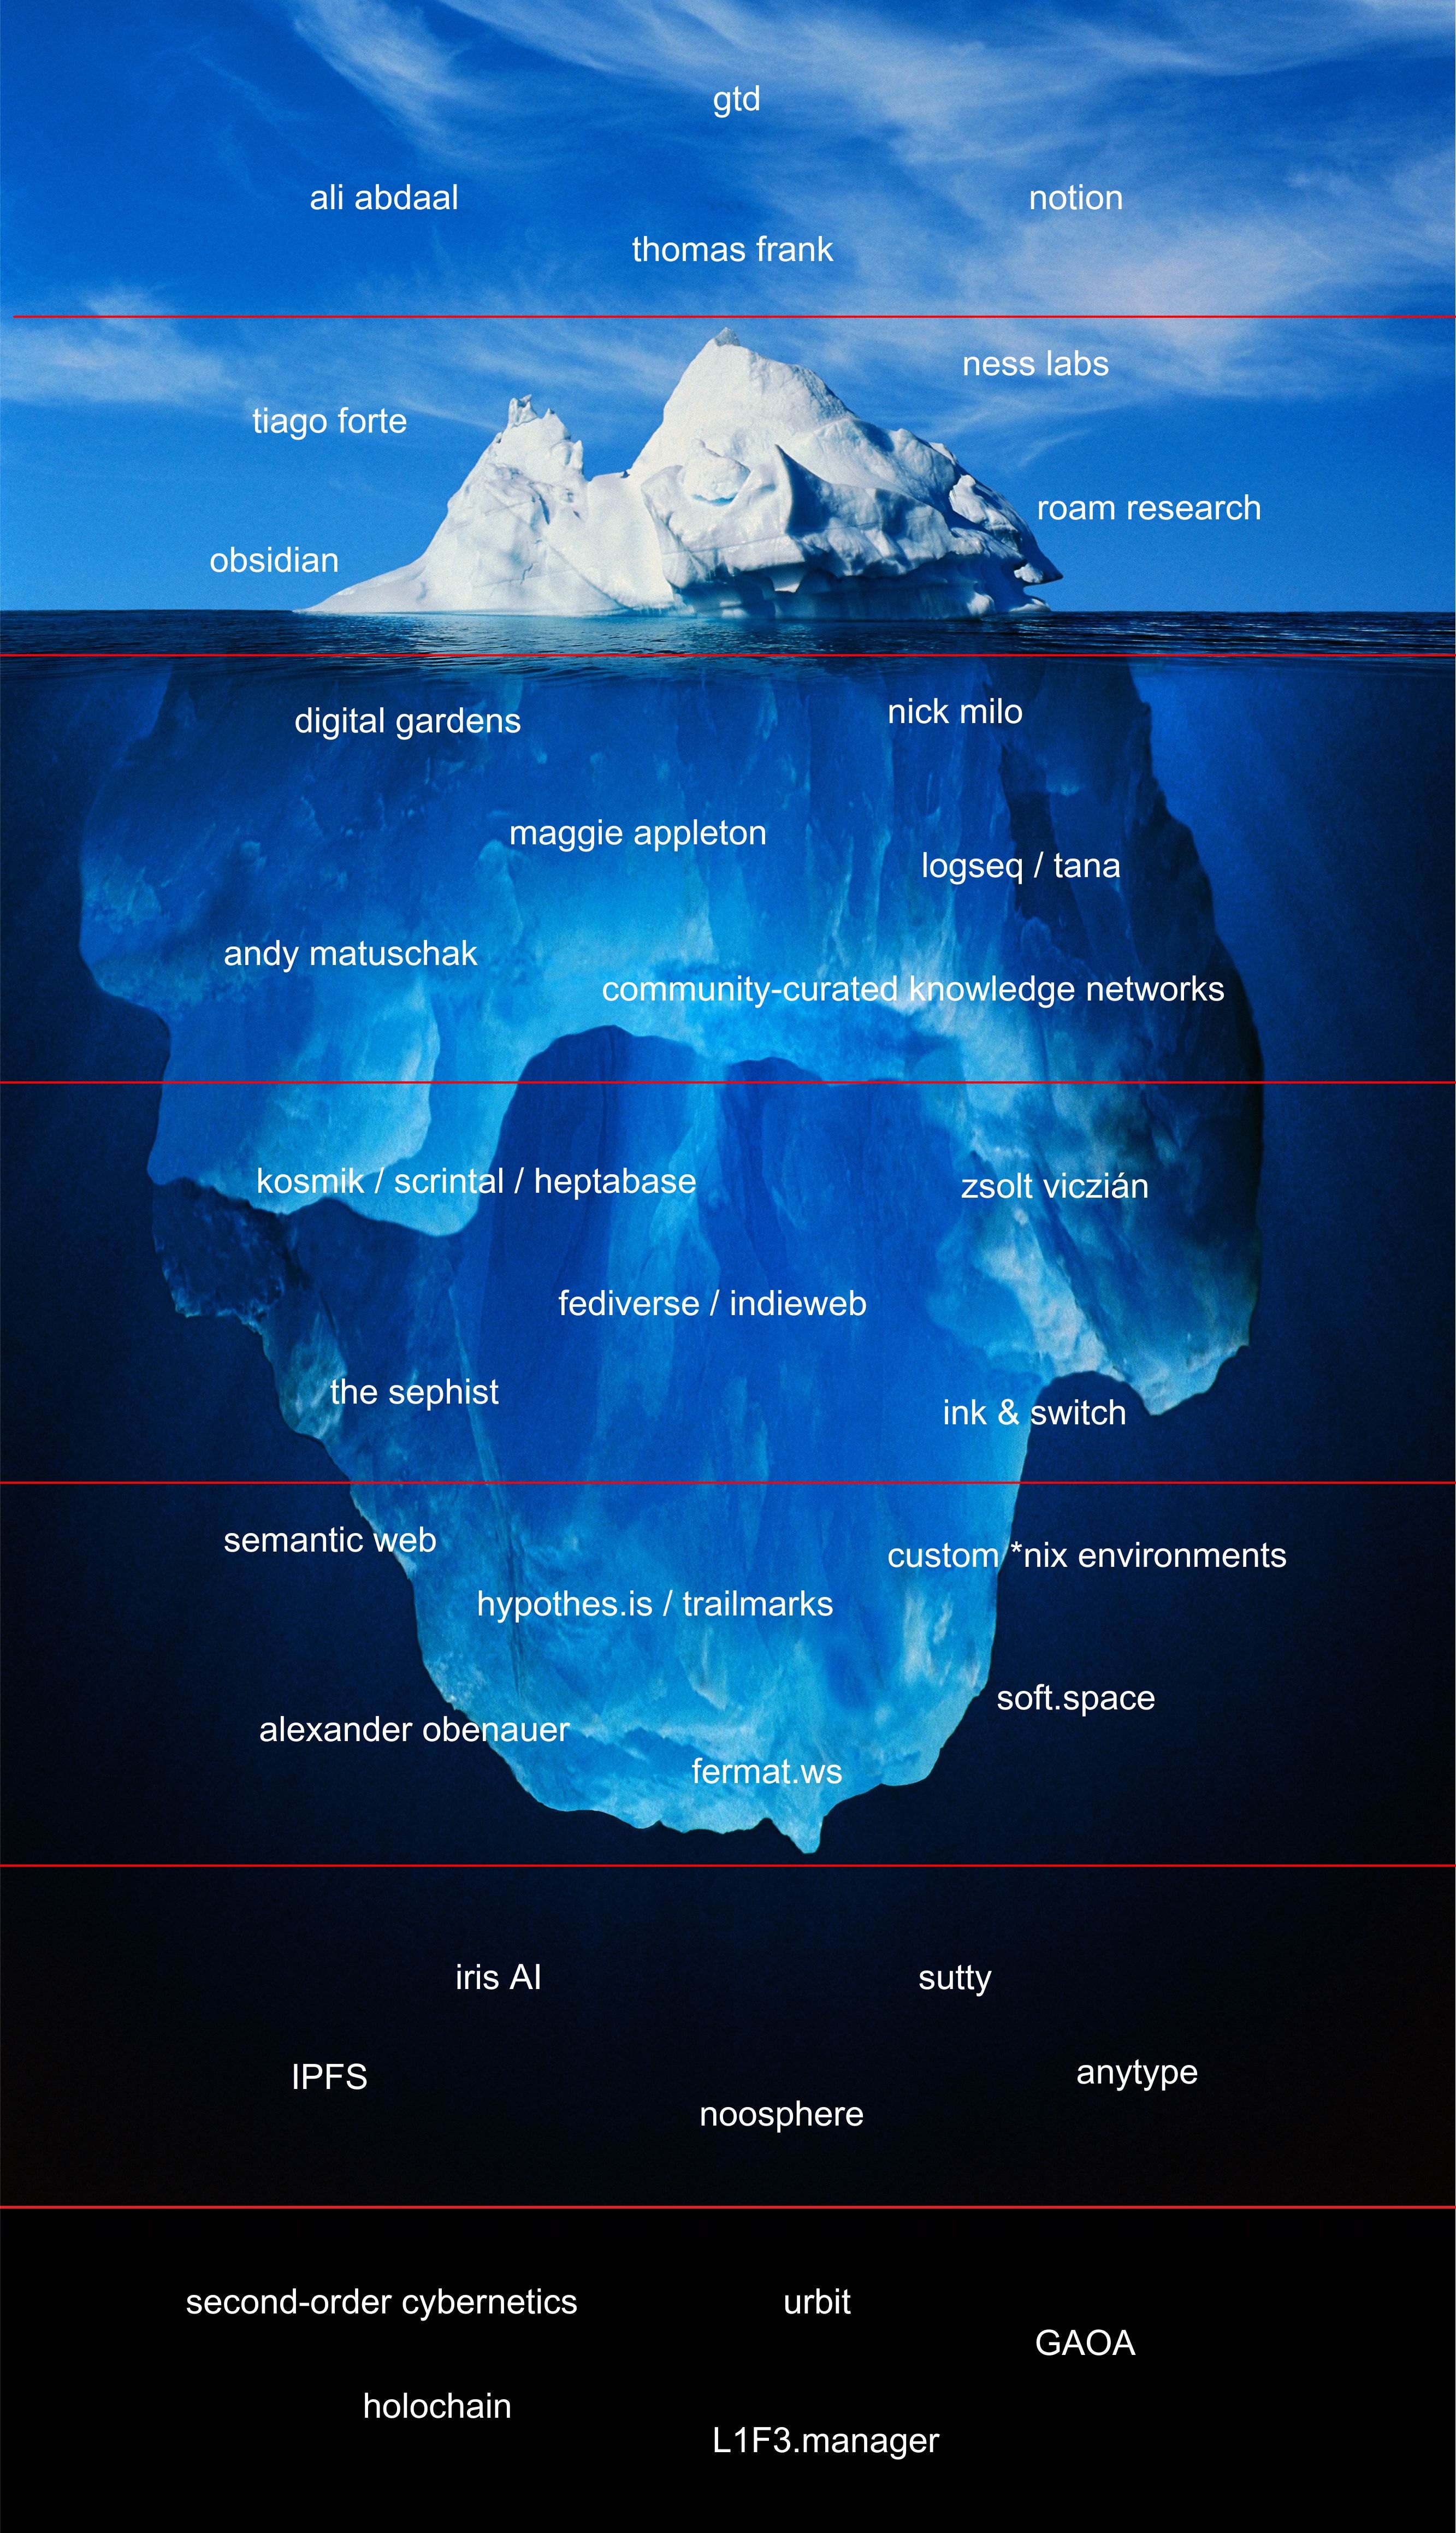 gtd
ali abdaal
notion
thomas frank
ness labs
tiago forte
roam research
obsidian
nick milo
digital gardens
maggie appleton
logseq / tana
andy matuschak
community-curated knowledge networks
kosmik / scrintal / heptabase
zsolt viczián
fediverse / indieweb
the sephist
ink & switch
semantic web
custom *nix environments
hypothes.is / trailmarks
soft.space
alexander obenauer
fermat.ws
iris AI
sutty
IPFS
anytype
noosphere
second-order cybernetics
urbit
GAOA
holochain
L1F3.manager